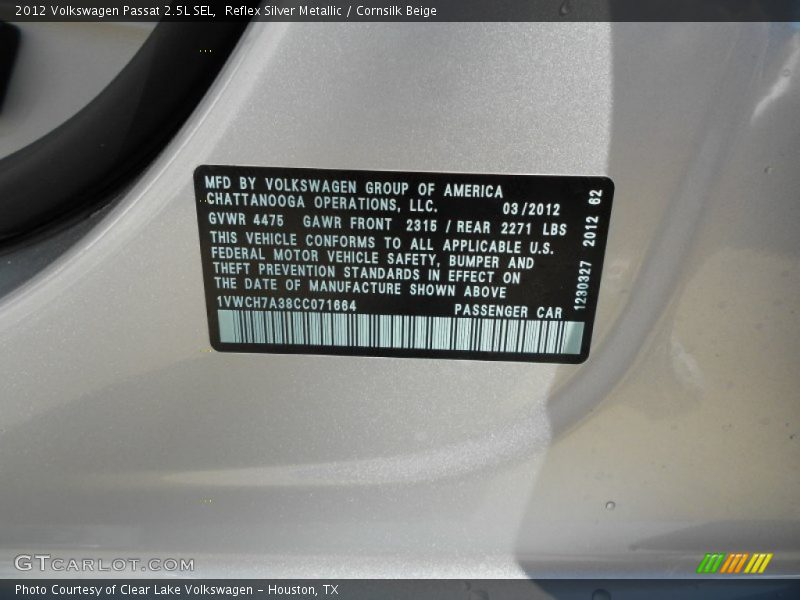 2012 Volkswagen Passat 2.5L SEL, Reflex Silver Metallic / Cornsilk Beige
MFD BY VOLKSWAGEN GROUP OF AMERICA
CHATTANOOGA OPERATIONS, LLC. 03/2012
GVWR 4475 GAWR FRONT 2316 / REAR 2271 LBS
THIS VEHICLE CONFORMS TO ALL APPLICABLE U.S.
FEDERAL MOTOR VEHICLE SAFETY, BUMPER AND
THEFT PREVENTION STANDARDS IN EFFECT ON
THE DATE OF MANUFACTURE SHOWN ABOVE
1VWCH7A38CC071664 PASSENGER CAR
1230327 2012 62
GTCARLOT.COM
Photo Courtesy of Clear Lake Volkswagen - Houston, TX